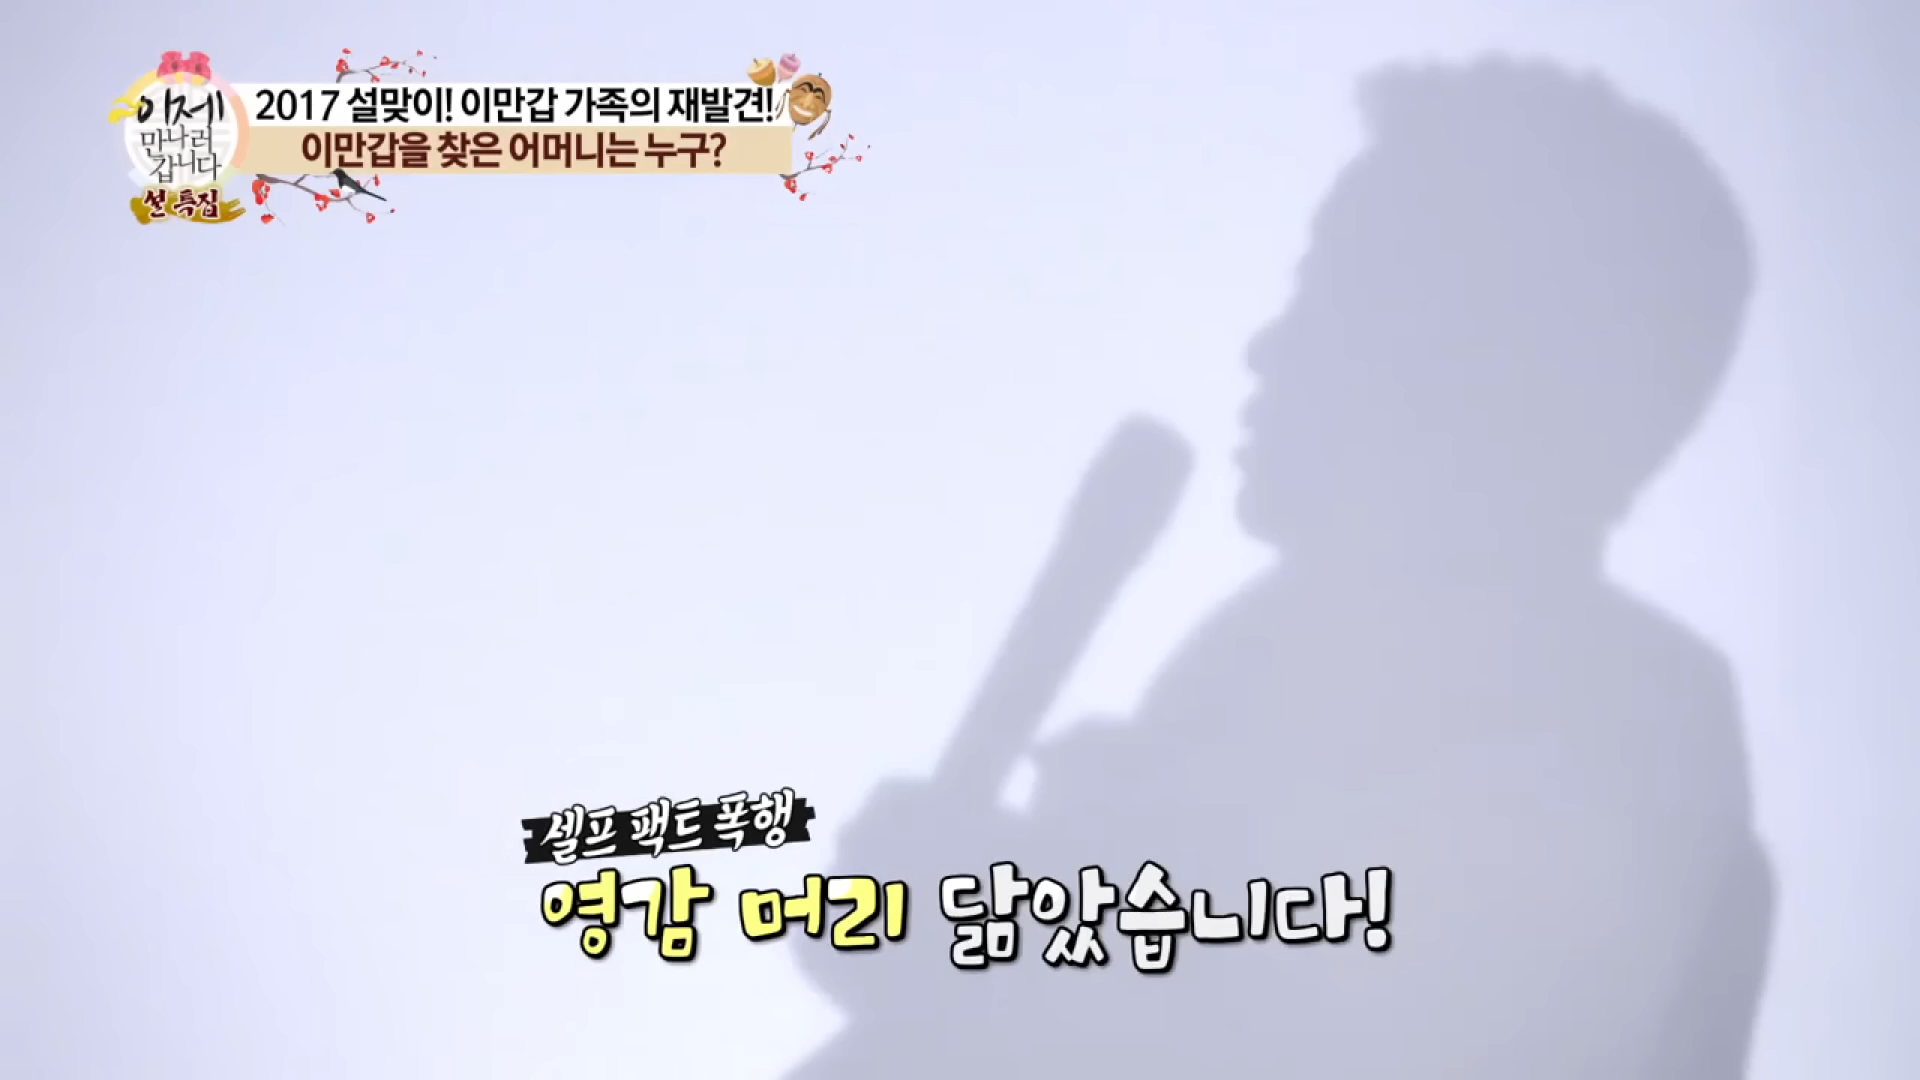 이제
만나러
갑니다
설 특집
2017 설맞이! 이만갑 가족의 재발견!
이만갑을 찾은 어머니는 누구?
셀프 팩트 폭행
영감 머리 닮았습니다!